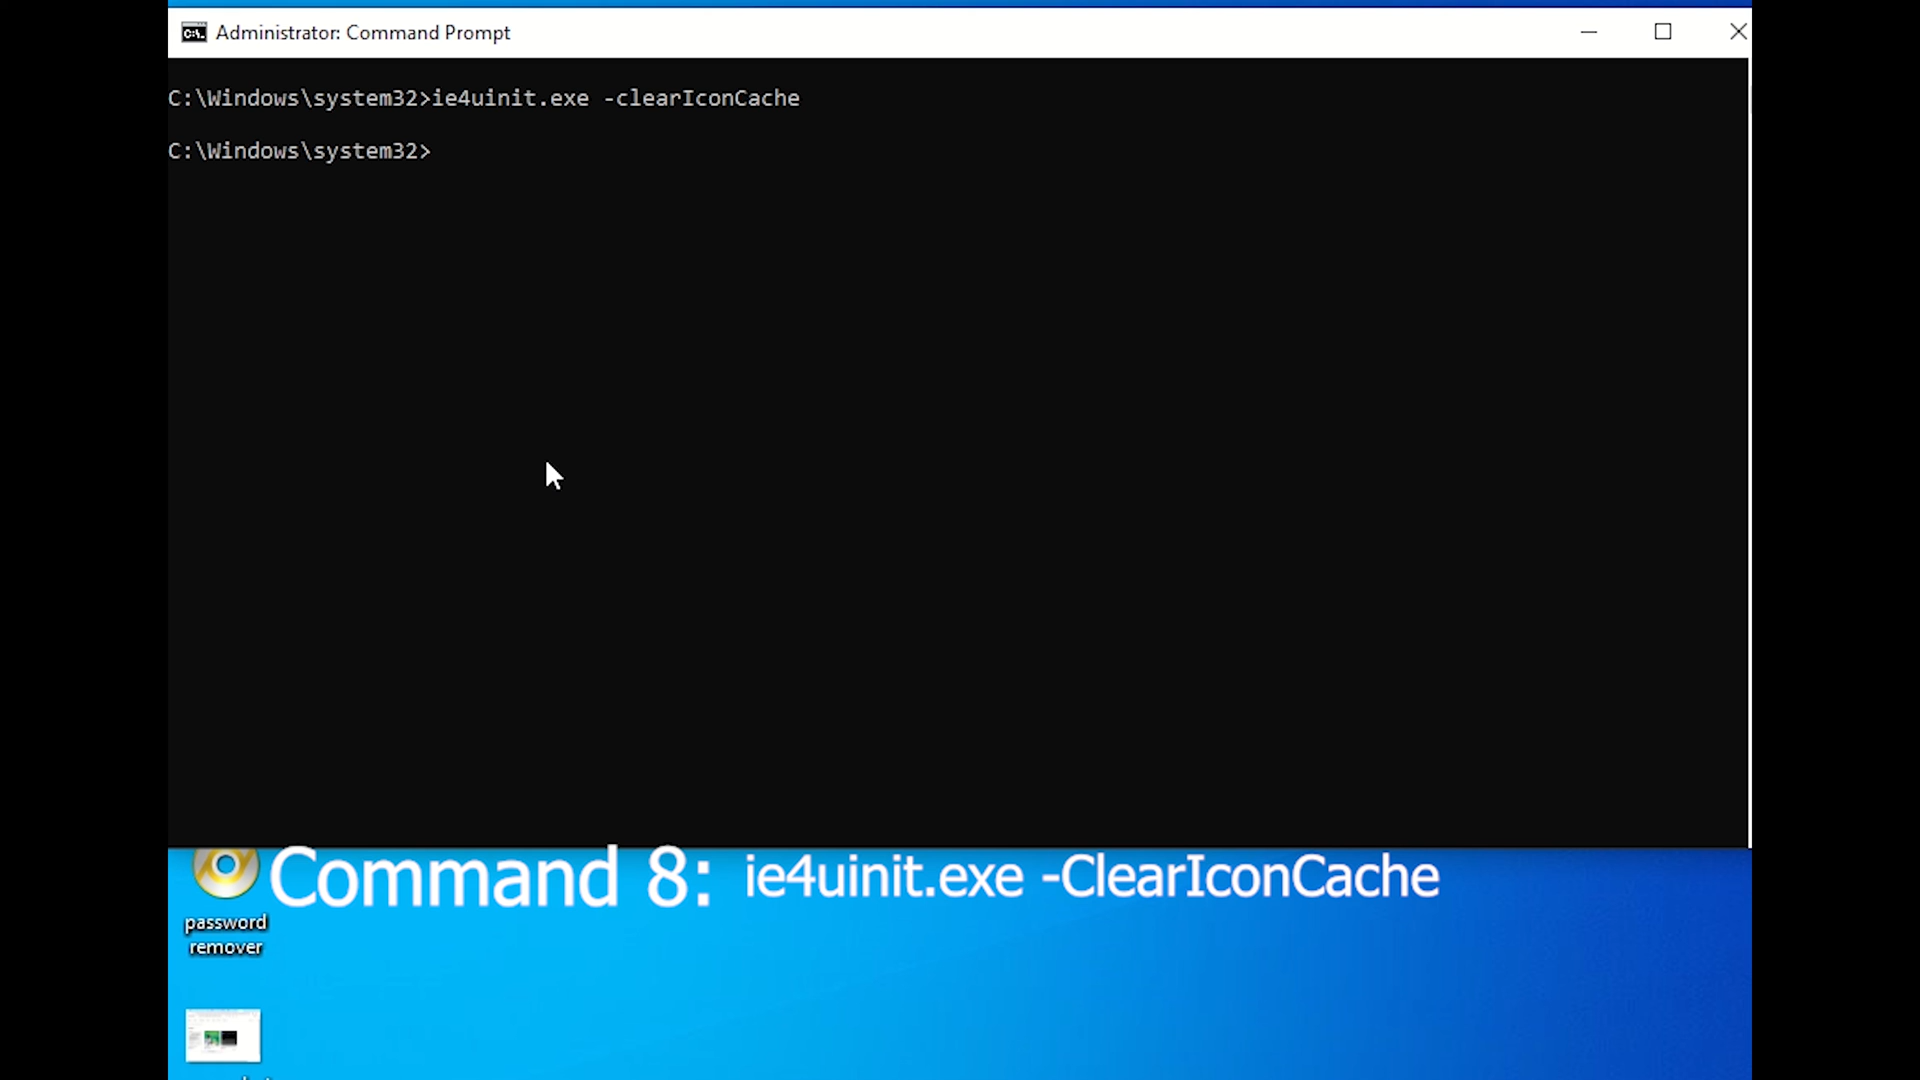 Administrator: Command Prompt
C:\Windows\system32>ie4uinit.exe -clearIconCache
C:\Windows\system32>
Command 8: ie4uinit.exe -ClearIconCache
password
remover